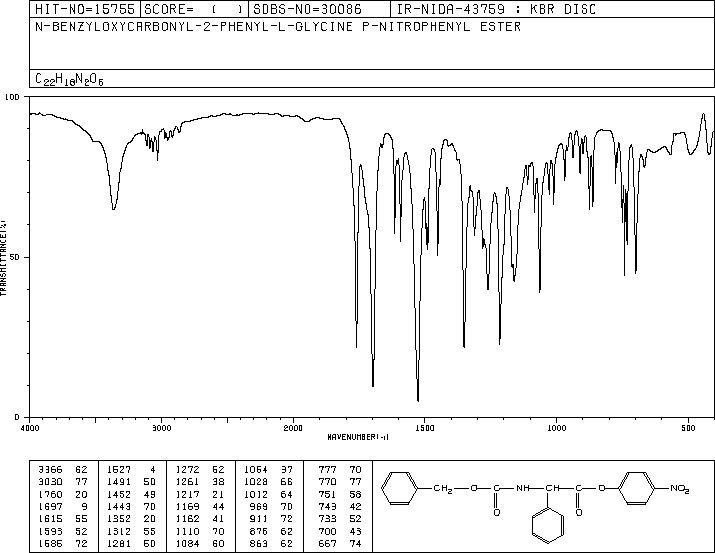 HIT-NO=15755 SCORE= ( ) SDBS-NO=30086 IR-NIDA-43759 : KBR DISC
N-BENZYLOXYCARBONYL-2-PHENYL-L-GLYCINE P-NITROPHENYL ESTER
C22H18N2O6
100
50
0
TRANSMITTANCE(%)
4000 3000 2000 1500 1000 500
WAVENUMBER(-1)
3366 62 1527 4 1272 62 1064 37 777 70
3030 77 1491 50 1261 38 1028 66 770 77
1760 20 1452 49 1217 21 1012 64 751 58
1697 9 1443 70 1169 44 969 70 743 42
1615 55 1352 20 1162 41 911 72 733 52
1593 52 1312 55 1110 70 876 62 700 43
1586 72 1281 50 1084 60 863 62 667 74
CH2 O C NH CH C O NO2
O O